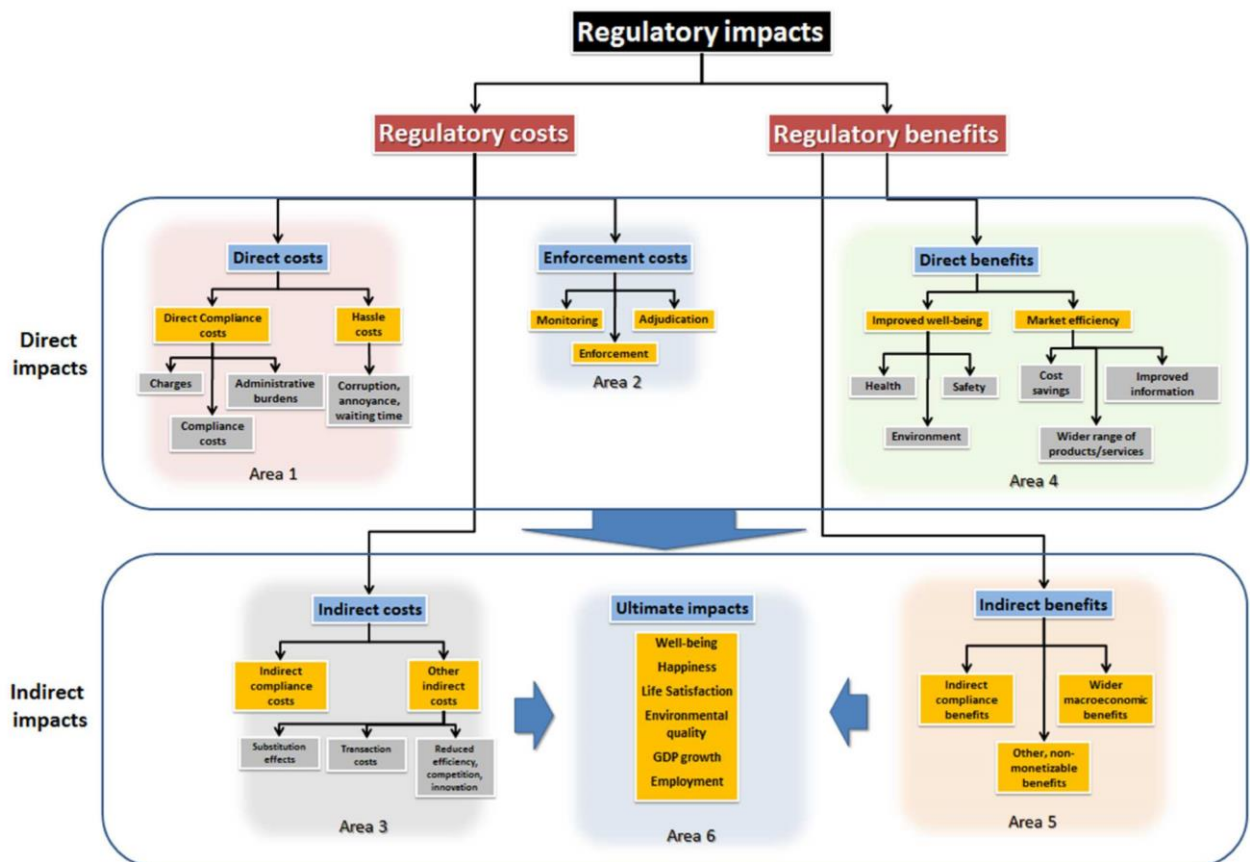 Regulatory impacts
Regulatory costs
Regulatory benefits
Direct
impacts
Direct costs
Direct Compliance
costs
Hassle
costs
Charges
Administrative
burdens
Compliance
costs
Corruption,
annoyance,
waiting time
Area 1
Enforcement costs
Monitoring
Adjudication
Enforcement
Area 2
Direct benefits
Improved well-being
Market efficiency
Health
Safety
Environment
Cost
savings
Improved
information
Wider range of
products/services
Area 4
Indirect
impacts
Indirect costs
Indirect
compliance
costs
Other
indirect
costs
Substitution
effects
Transaction
costs
Reduced
efficiency,
competition,
innovation
Area 3
Ultimate impacts
Well-being
Happiness
Life Satisfaction
Environmental
quality
GDP growth
Employment
Area 6
Indirect benefits
Indirect
compliance
benefits
Wider
macroeconomic
benefits
Other, non-
monetizable
benefits
Area 5